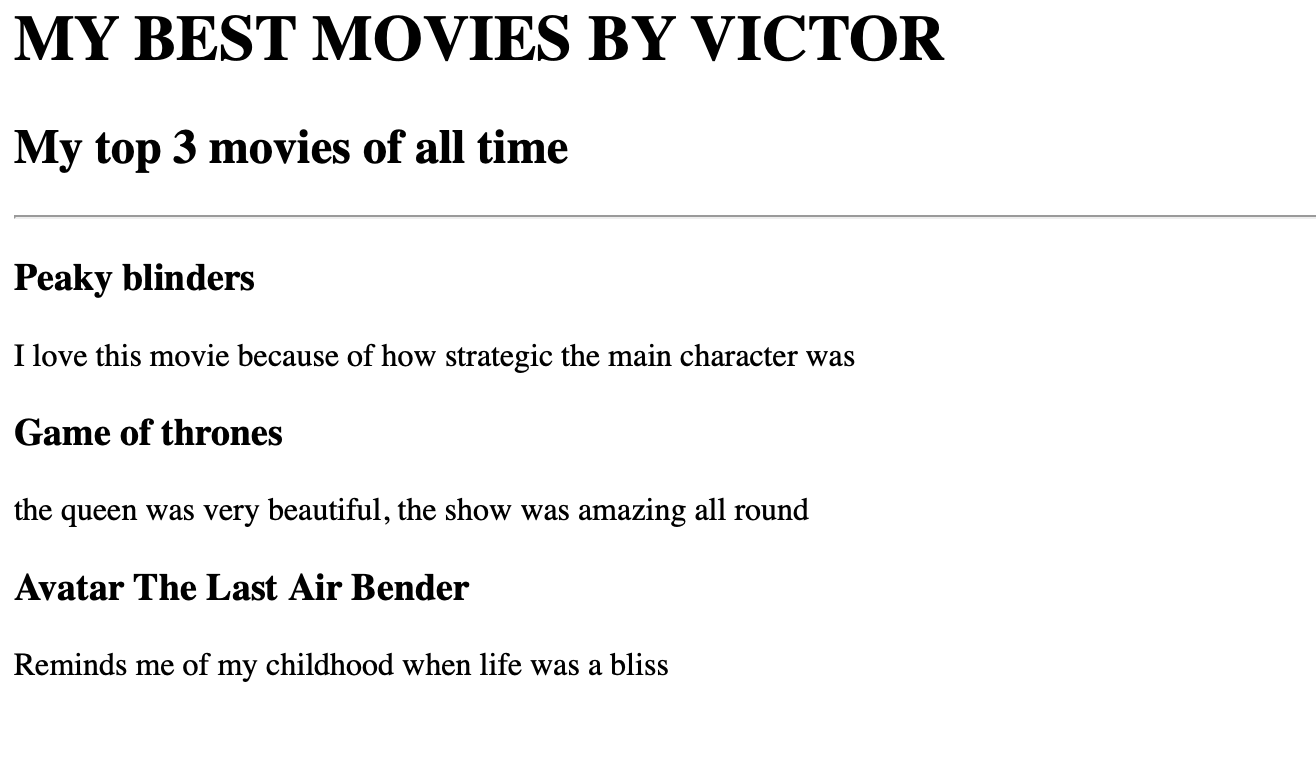 MY BEST MOVIES BY VICTOR
My top 3 movies of all time
Peaky blinders
I love this movie because of how strategic the main character was
Game of thrones
the queen was very beautiful, the show was amazing all round
Avatar The Last Air Bender
Reminds me of my childhood when life was a bliss